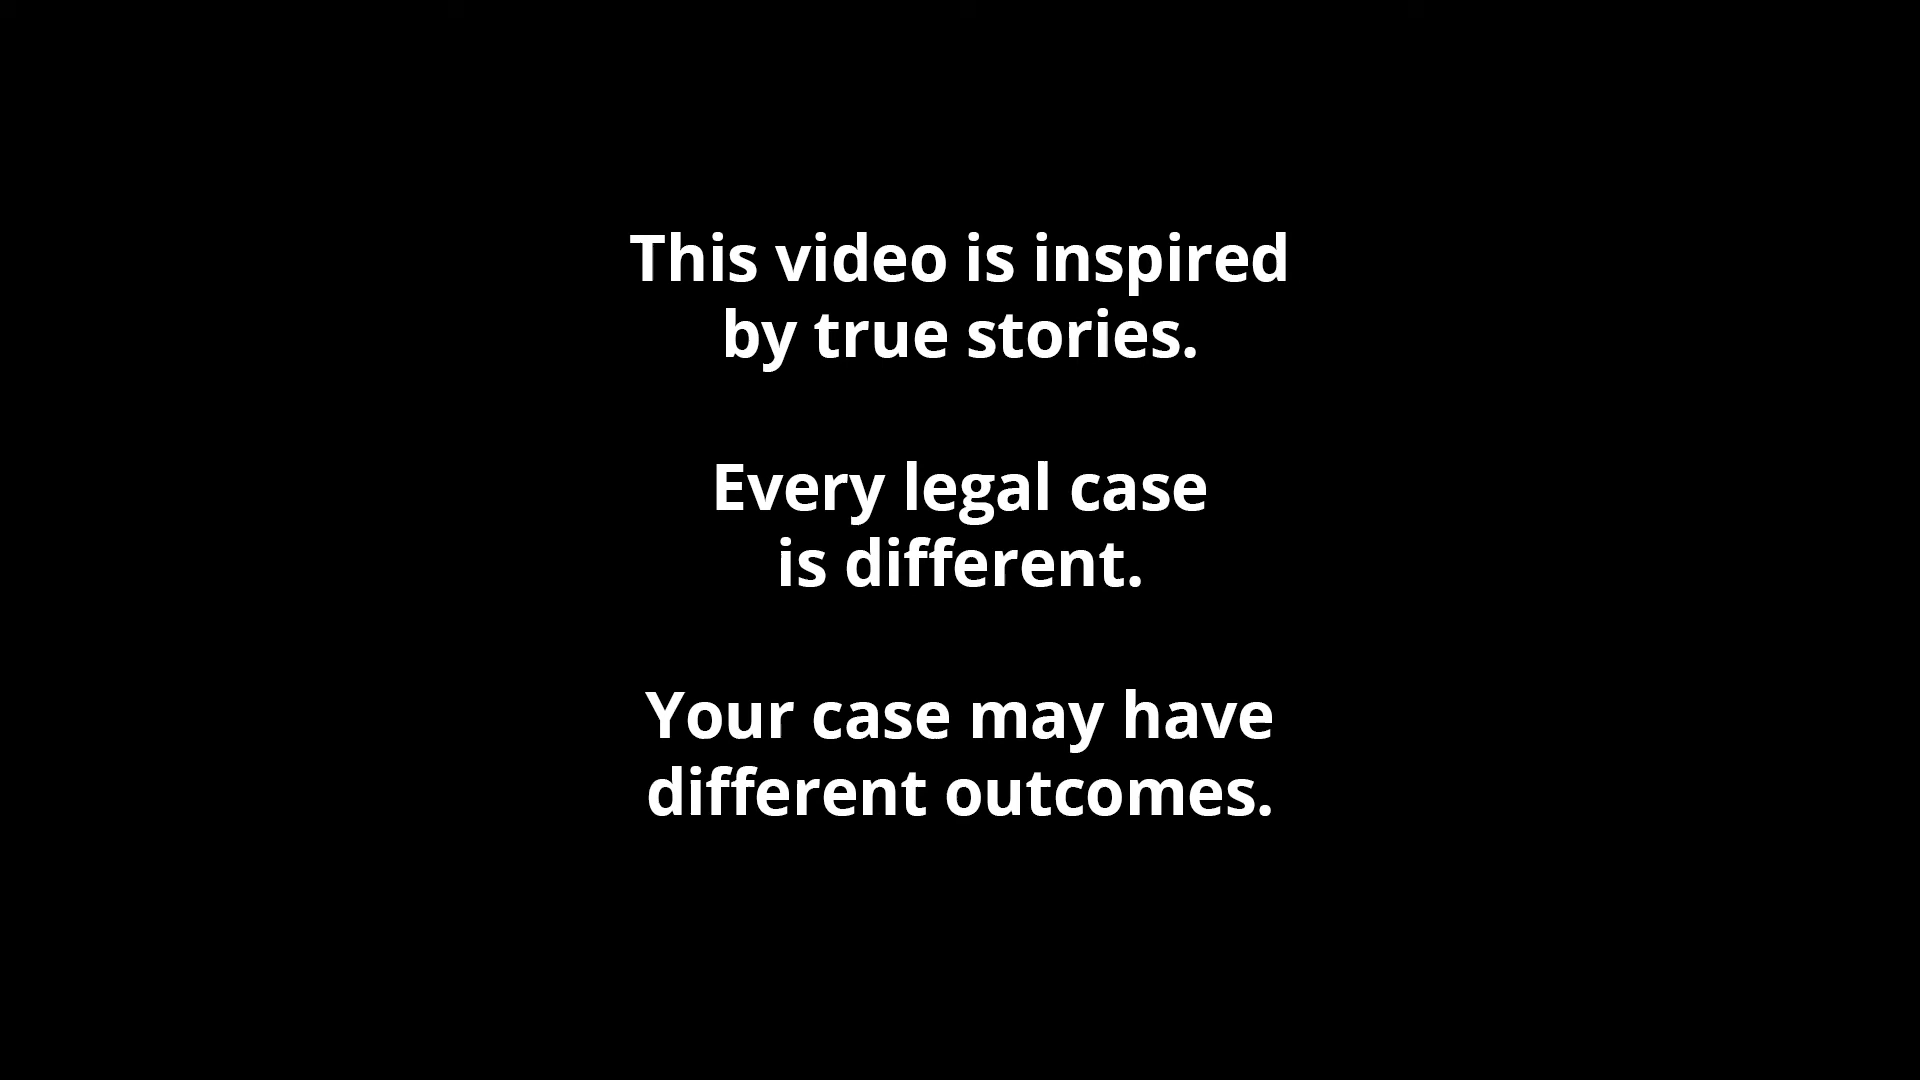 This video is inspired
by true stories.
Every legal case
is different.
Your case may have
different outcomes.